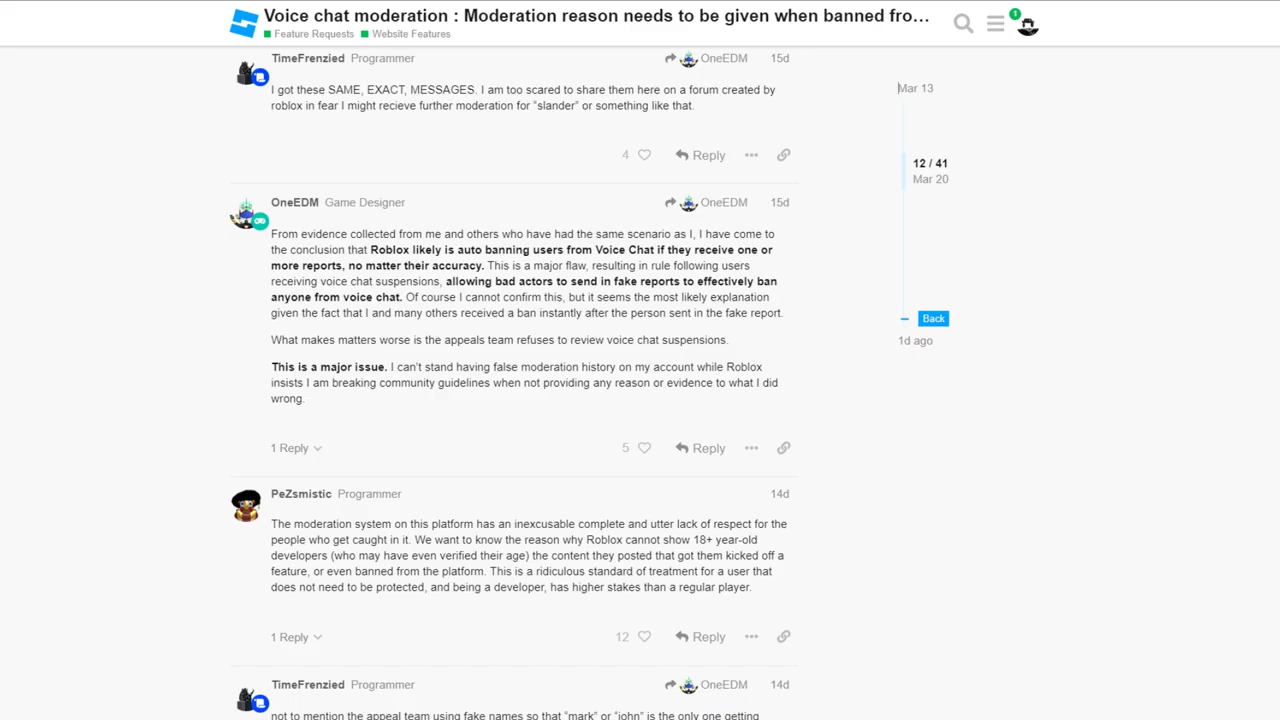 Voice chat moderation : Moderation reason needs to be given when banned fro...
Feature Requests Website Features
1
TimeFrenzied Programmer OneEDM 15d
I got these SAME, EXACT, MESSAGES. I am too scared to share them here on a forum created by
roblox in fear I might recieve further moderation for “slander” or something like that.
4 Reply
Mar 13
12 / 41
Mar 20
Back
1d ago
OneEDM Game Designer OneEDM 15d
From evidence collected from me and others who have had the same scenario as I, I have come to
the conclusion that Roblox likely is auto banning users from Voice Chat if they receive one or
more reports, no matter their accuracy. This is a major flaw, resulting in rule following users
receiving voice chat suspensions, allowing bad actors to send in fake reports to effectively ban
anyone from voice chat. Of course I cannot confirm this, but it seems the most likely explanation
given the fact that I and many others received a ban instantly after the person sent in the fake report.
What makes matters worse is the appeals team refuses to review voice chat suspensions.
This is a major issue. I can’t stand having false moderation history on my account while Roblox
insists I am breaking community guidelines when not providing any reason or evidence to what I did
wrong.
1 Reply 5 Reply
PeZsmistic Programmer 14d
The moderation system on this platform has an inexcusable complete and utter lack of respect for the
people who get caught in it. We want to know the reason why Roblox cannot show 18+ year-old
developers (who may have even verified their age) the content they posted that got them kicked off a
feature, or even banned from the platform. This is a ridiculous standard of treatment for a user that
does not need to be protected, and being a developer, has higher stakes than a regular player.
1 Reply 12 Reply
TimeFrenzied Programmer OneEDM 14d
not to mention the appeal team using fake names so that “mark” or “john” is the only one getting